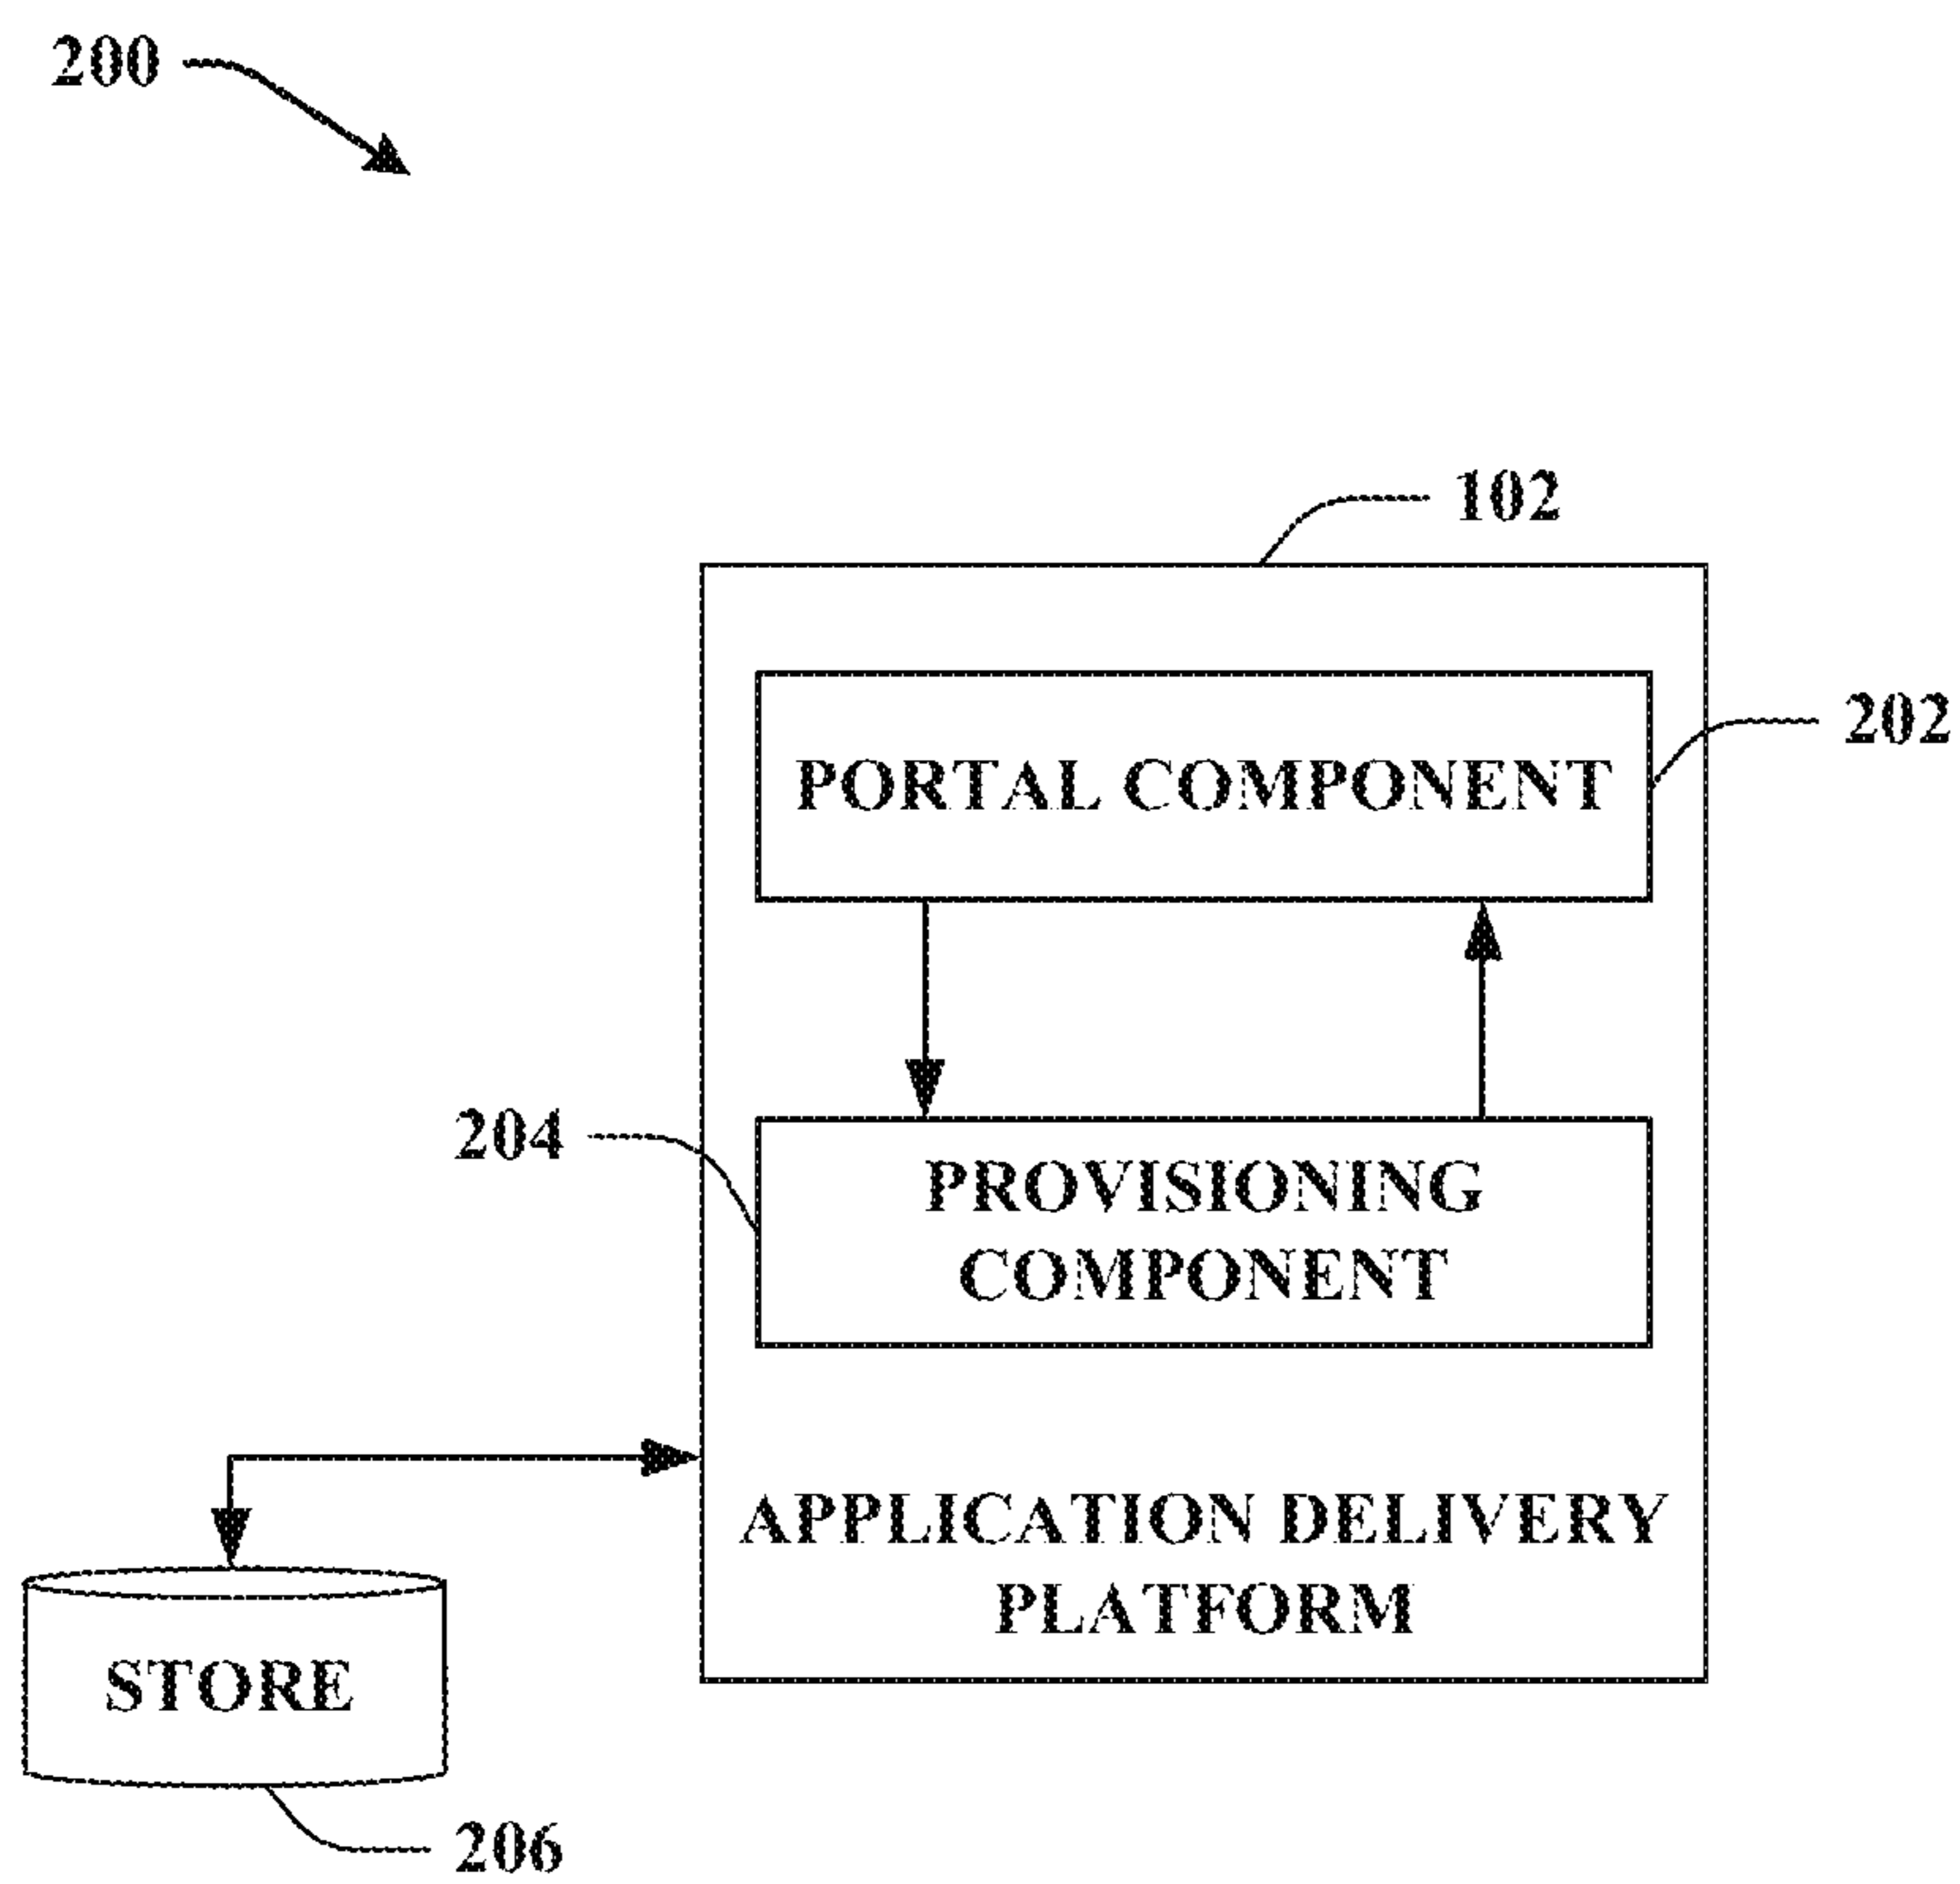 200
102
202
PORTAL COMPONENT
204
PROVISIONING
COMPONENT
APPLICATION DELIVERY
PLATFORM
STORE
206